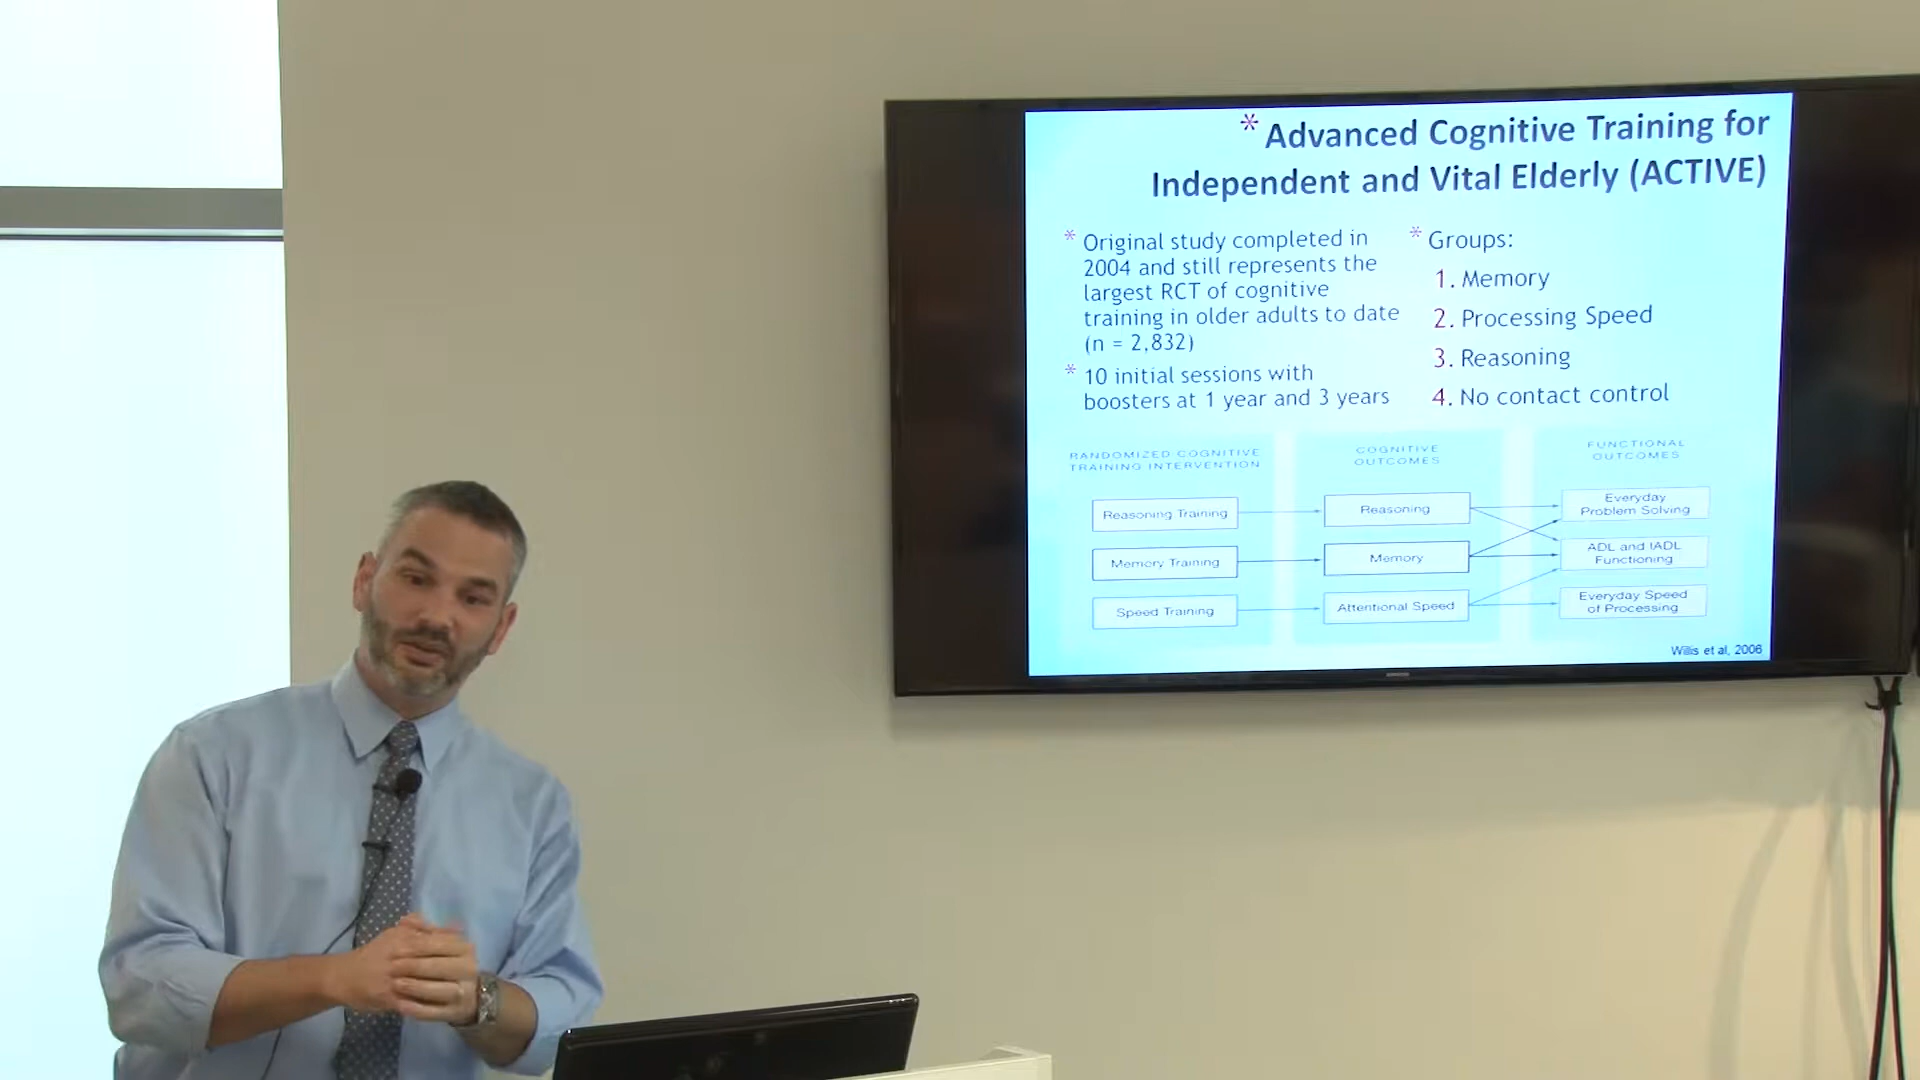 * Advanced Cognitive Training for
Independent and Vital Elderly (ACTIVE)
* Original study completed in
2004 and still represents the
largest RCT of cognitive
training in older adults to date
(n = 2,832)
* 10 initial sessions with
boosters at 1 year and 3 years
* Groups:
1. Memory
2. Processing Speed
3. Reasoning
4. No contact control
RANDOMIZED COGNITIVE
TRAINING INTERVENTION
COGNITIVE
OUTCOMES
FUNCTIONAL
OUTCOMES
Reasoning Training
Reasoning
Everyday
Problem Solving
Memory Training
Memory
ADL and IADL
Functioning
Speed Training
Attentional Speed
Everyday Speed
of Processing
Willis et al, 2006